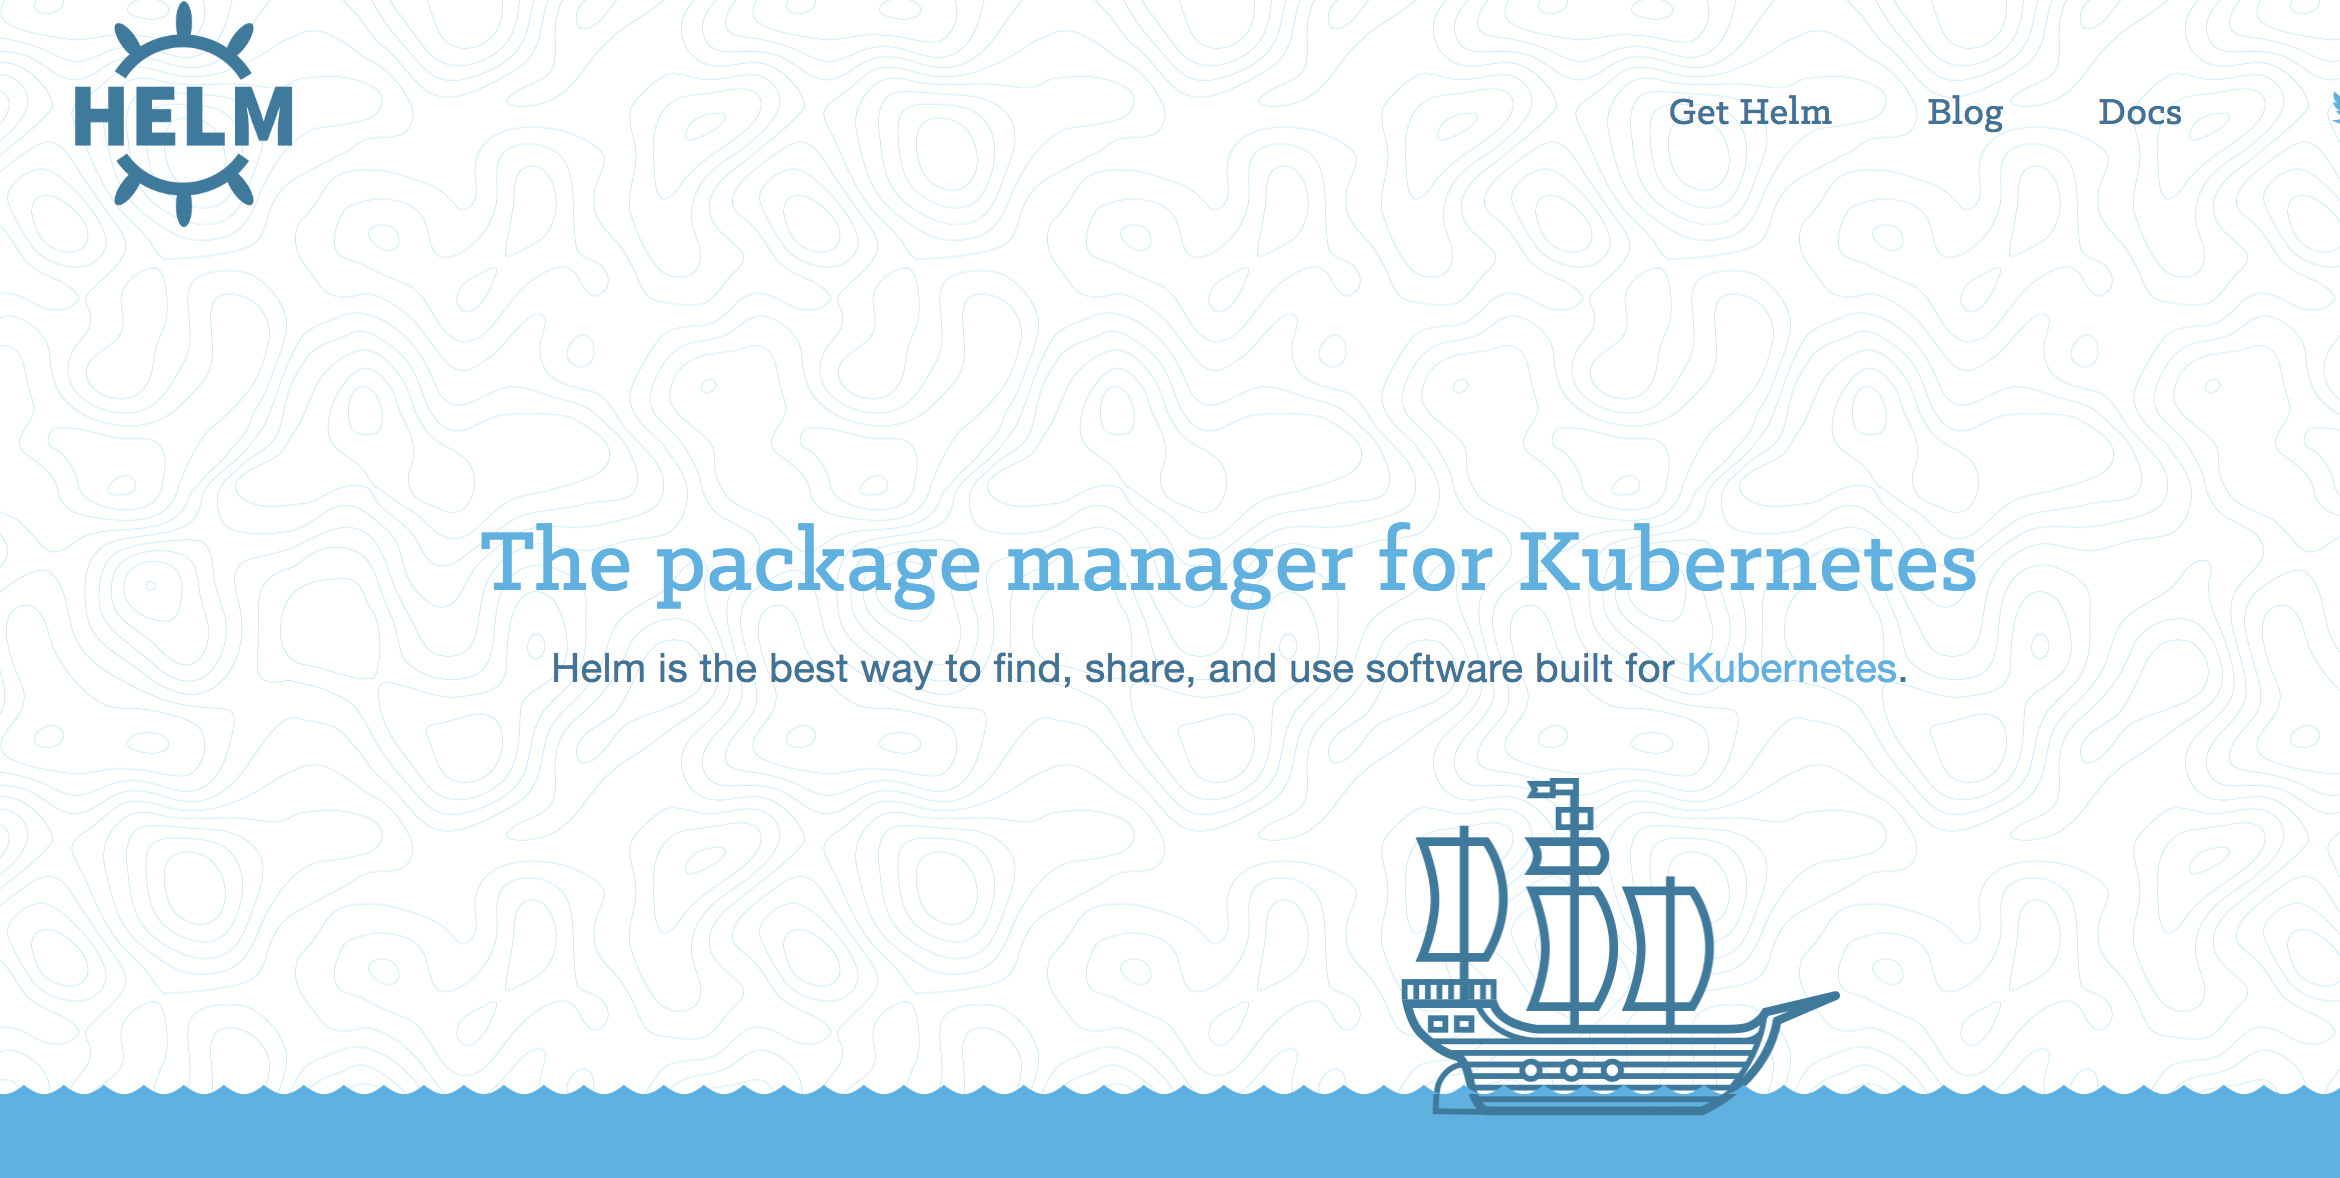 HELM
Get Helm Blog Docs
The package manager for Kubernetes
Helm is the best way to find, share, and use software built for Kubernetes.